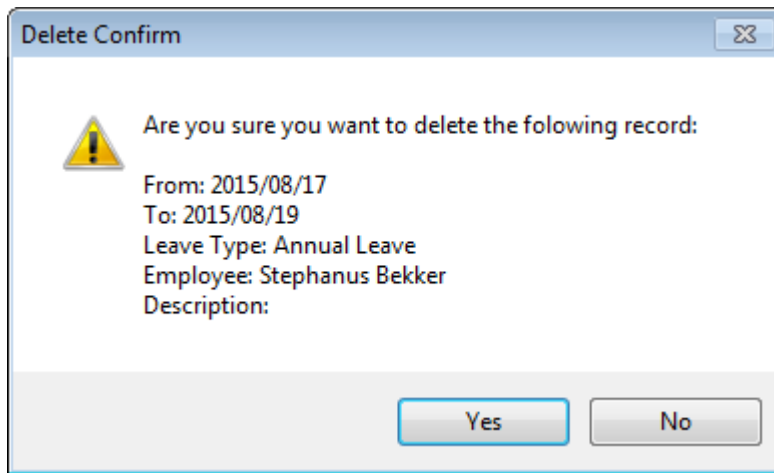 Delete Confirm
Are you sure you want to delete the folowing record:
From: 2015/08/17
To: 2015/08/19
Leave Type: Annual Leave
Employee: Stephanus Bekker
Description:
Yes
No